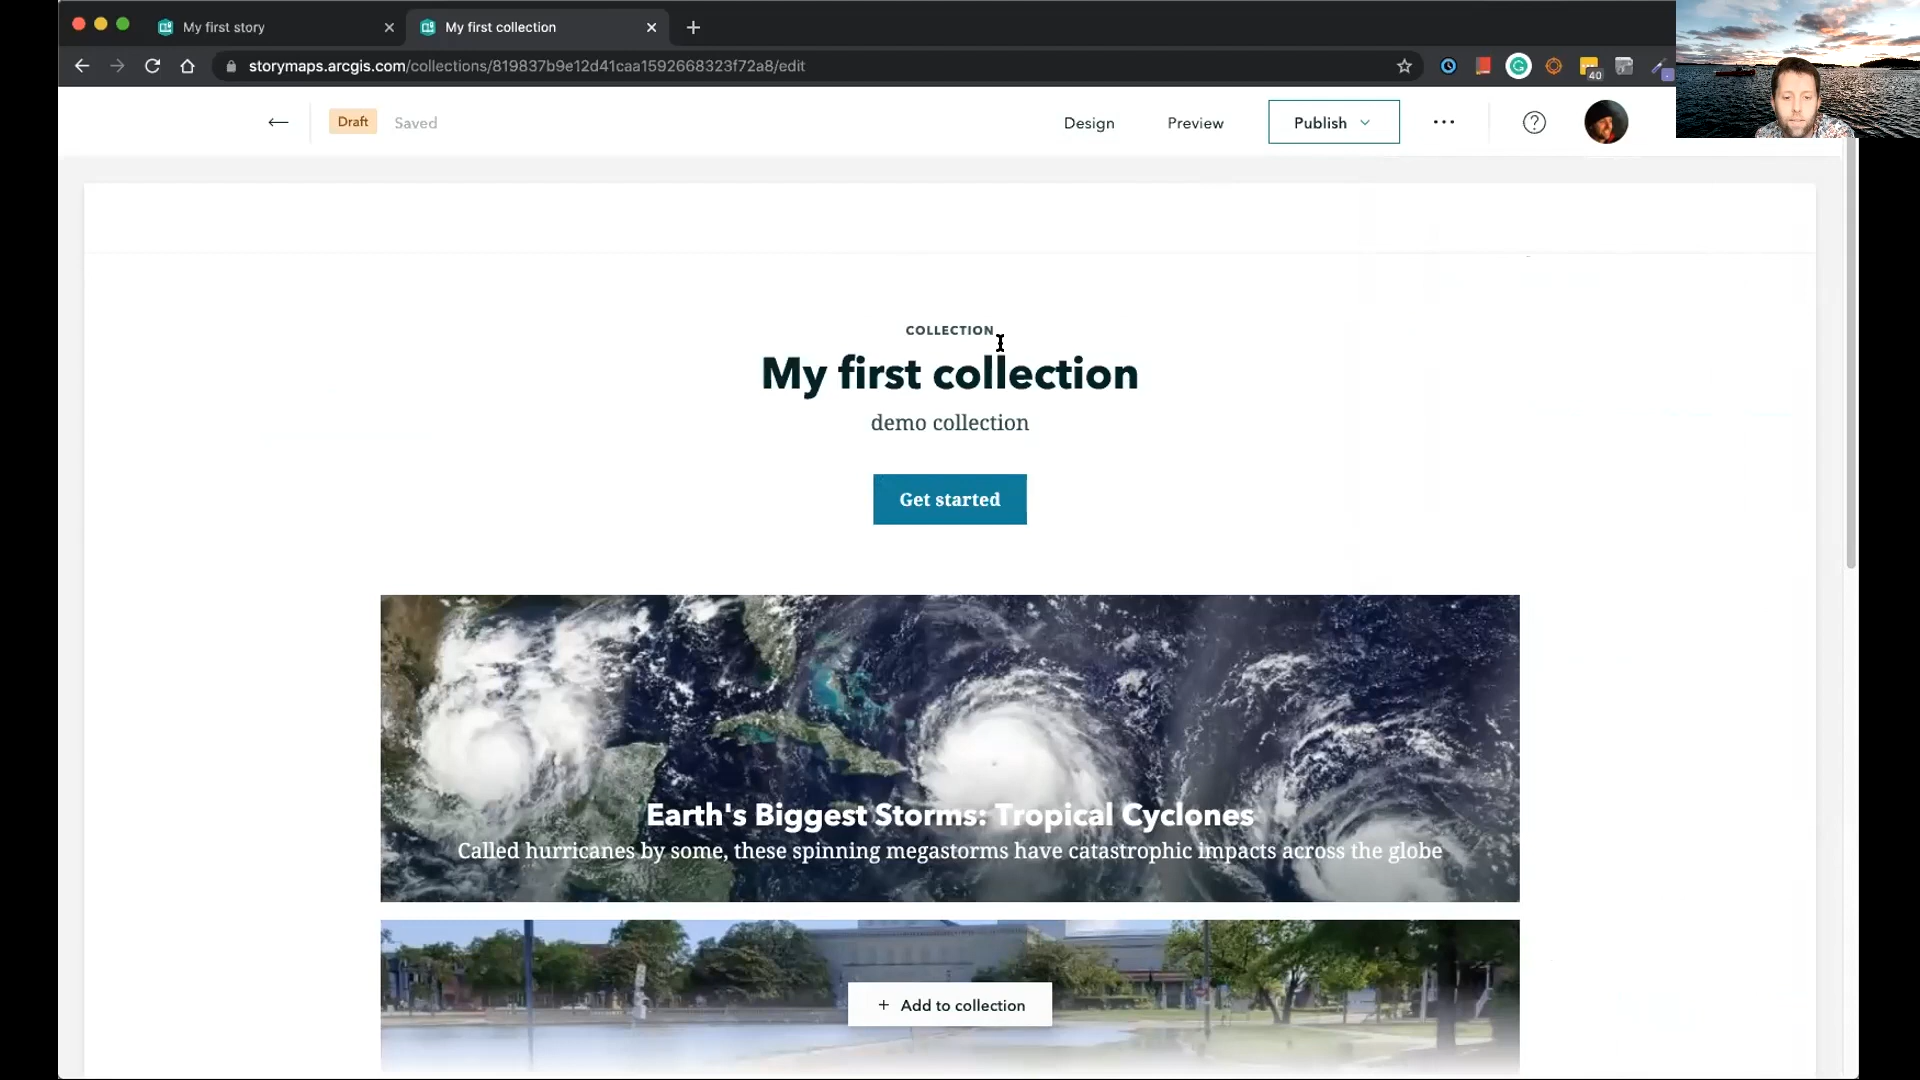 My first story
My first collection
storymaps.arcgis.com/collections/819837b9e12d41caa1592668323f72a8/edit
40
Draft
Saved
Design
Preview
Publish
COLLECTION
My first collection
demo collection
Get started
Earth's Biggest Storms: Tropical Cyclones
Called hurricanes by some, these spinning megastorms have catastrophic impacts across the globe
+ Add to collection